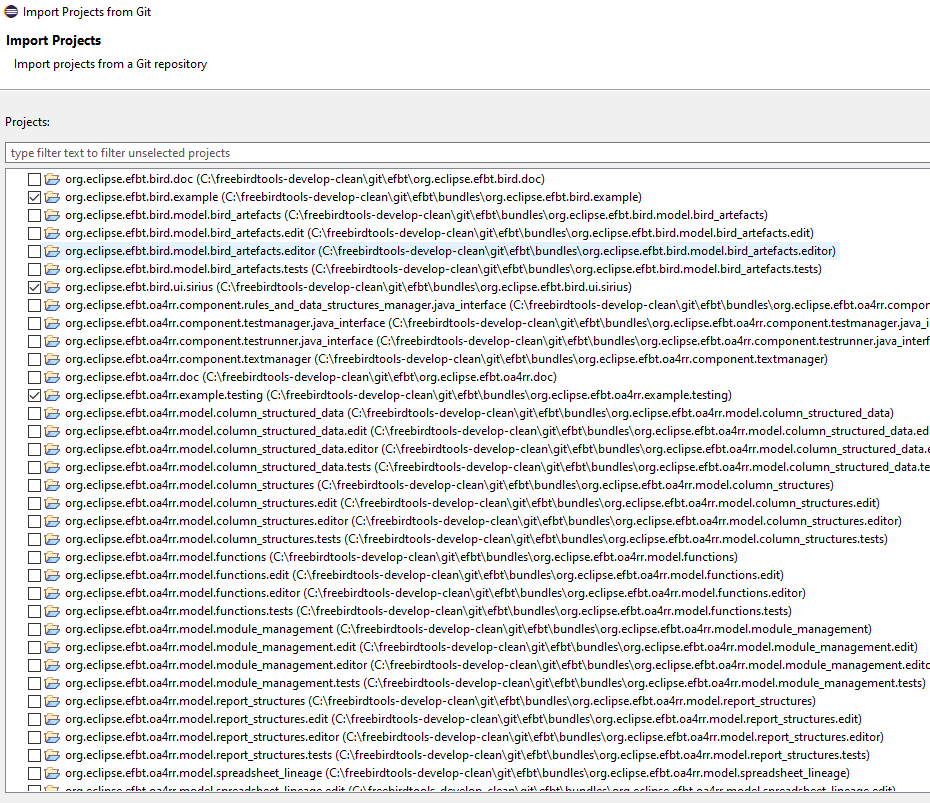 Import Projects from Git
Import Projects
Import projects from a Git repository
Projects:
type filter text to filter unselected projects
org.eclipse.efbt.bird.doc (C:\freebirdtools-develop-clean\git\efbt\org.eclipse.efbt.bird.doc)
org.eclipse.efbt.bird.example (C:\freebirdtools-develop-clean\git\efbt\bundles\org.eclipse.efbt.bird.example)
org.eclipse.efbt.bird.model.bird_artefacts (C:\freebirdtools-develop-clean\git\efbt\bundles\org.eclipse.efbt.bird.model.bird_artefacts)
org.eclipse.efbt.bird.model.bird_artefacts.edit (C:\freebirdtools-develop-clean\git\efbt\bundles\org.eclipse.efbt.bird.model.bird_artefacts.edit)
org.eclipse.efbt.bird.model.bird_artefacts.editor (C:\freebirdtools-develop-clean\git\efbt\bundles\org.eclipse.efbt.bird.model.bird_artefacts.editor)
org.eclipse.efbt.bird.model.bird_artefacts.tests (C:\freebirdtools-develop-clean\git\efbt\bundles\org.eclipse.efbt.bird.model.bird_artefacts.tests)
org.eclipse.efbt.bird.ui.sirius (C:\freebirdtools-develop-clean\git\efbt\bundles\org.eclipse.efbt.bird.ui.sirius)
org.eclipse.efbt.oa4rr.component.rules_and_data_structures_manager.java_interface (C:\freebirdtools-develop-clean\git\efbt\bundles\org.eclipse.efbt.oa4rr.compon
org.eclipse.efbt.oa4rr.component.testmanager.java_interface (C:\freebirdtools-develop-clean\git\efbt\bundles\org.eclipse.efbt.oa4rr.component.testmanager.java_i
org.eclipse.efbt.oa4rr.component.testrunner.java_interface (C:\freebirdtools-develop-clean\git\efbt\bundles\org.eclipse.efbt.oa4rr.component.testrunner.java_interf
org.eclipse.efbt.oa4rr.component.textmanager (C:\freebirdtools-develop-clean\git\efbt\bundles\org.eclipse.efbt.oa4rr.component.textmanager)
org.eclipse.efbt.oa4rr.doc (C:\freebirdtools-develop-clean\git\efbt\org.eclipse.efbt.oa4rr.doc)
org.eclipse.efbt.oa4rr.example.testing (C:\freebirdtools-develop-clean\git\efbt\bundles\org.eclipse.efbt.oa4rr.example.testing)
org.eclipse.efbt.oa4rr.model.column_structured_data (C:\freebirdtools-develop-clean\git\efbt\bundles\org.eclipse.efbt.oa4rr.model.column_structured_data)
org.eclipse.efbt.oa4rr.model.column_structured_data.edit (C:\freebirdtools-develop-clean\git\efbt\bundles\org.eclipse.efbt.oa4rr.model.column_structured_data.ed
org.eclipse.efbt.oa4rr.model.column_structured_data.editor (C:\freebirdtools-develop-clean\git\efbt\bundles\org.eclipse.efbt.oa4rr.model.column_structured_data.e
org.eclipse.efbt.oa4rr.model.column_structured_data.tests (C:\freebirdtools-develop-clean\git\efbt\bundles\org.eclipse.efbt.oa4rr.model.column_structured_data.te
org.eclipse.efbt.oa4rr.model.column_structures (C:\freebirdtools-develop-clean\git\efbt\bundles\org.eclipse.efbt.oa4rr.model.column_structures)
org.eclipse.efbt.oa4rr.model.column_structures.edit (C:\freebirdtools-develop-clean\git\efbt\bundles\org.eclipse.efbt.oa4rr.model.column_structures.edit)
org.eclipse.efbt.oa4rr.model.column_structures.editor (C:\freebirdtools-develop-clean\git\efbt\bundles\org.eclipse.efbt.oa4rr.model.column_structures.editor)
org.eclipse.efbt.oa4rr.model.column_structures.tests (C:\freebirdtools-develop-clean\git\efbt\bundles\org.eclipse.efbt.oa4rr.model.column_structures.tests)
org.eclipse.efbt.oa4rr.model.functions (C:\freebirdtools-develop-clean\git\efbt\bundles\org.eclipse.efbt.oa4rr.model.functions)
org.eclipse.efbt.oa4rr.model.functions.edit (C:\freebirdtools-develop-clean\git\efbt\bundles\org.eclipse.efbt.oa4rr.model.functions.edit)
org.eclipse.efbt.oa4rr.model.functions.editor (C:\freebirdtools-develop-clean\git\efbt\bundles\org.eclipse.efbt.oa4rr.model.functions.editor)
org.eclipse.efbt.oa4rr.model.functions.tests (C:\freebirdtools-develop-clean\git\efbt\bundles\org.eclipse.efbt.oa4rr.model.functions.tests)
org.eclipse.efbt.oa4rr.model.module_management (C:\freebirdtools-develop-clean\git\efbt\bundles\org.eclipse.efbt.oa4rr.model.module_management)
org.eclipse.efbt.oa4rr.model.module_management.edit (C:\freebirdtools-develop-clean\git\efbt\bundles\org.eclipse.efbt.oa4rr.model.module_management.edit)
org.eclipse.efbt.oa4rr.model.module_management.editor (C:\freebirdtools-develop-clean\git\efbt\bundles\org.eclipse.efbt.oa4rr.model.module_management.edito
org.eclipse.efbt.oa4rr.model.module_management.tests (C:\freebirdtools-develop-clean\git\efbt\bundles\org.eclipse.efbt.oa4rr.model.module_management.tests)
org.eclipse.efbt.oa4rr.model.report_structures (C:\freebirdtools-develop-clean\git\efbt\bundles\org.eclipse.efbt.oa4rr.model.report_structures)
org.eclipse.efbt.oa4rr.model.report_structures.edit (C:\freebirdtools-develop-clean\git\efbt\bundles\org.eclipse.efbt.oa4rr.model.report_structures.edit)
org.eclipse.efbt.oa4rr.model.report_structures.editor (C:\freebirdtools-develop-clean\git\efbt\bundles\org.eclipse.efbt.oa4rr.model.report_structures.editor)
org.eclipse.efbt.oa4rr.model.report_structures.tests (C:\freebirdtools-develop-clean\git\efbt\bundles\org.eclipse.efbt.oa4rr.model.report_structures.tests)
org.eclipse.efbt.oa4rr.model.spreadsheet_lineage (C:\freebirdtools-develop-clean\git\efbt\bundles\org.eclipse.efbt.oa4rr.model.spreadsheet_lineage)
org.eclipse.efbt.oa4rr.model.spreadsheet_lineage.edit (C:\freebirdtools-develop-clean\git\efbt\bundles\org.eclipse.efbt.oa4rr.model.spreadsheet_lineage.edit)